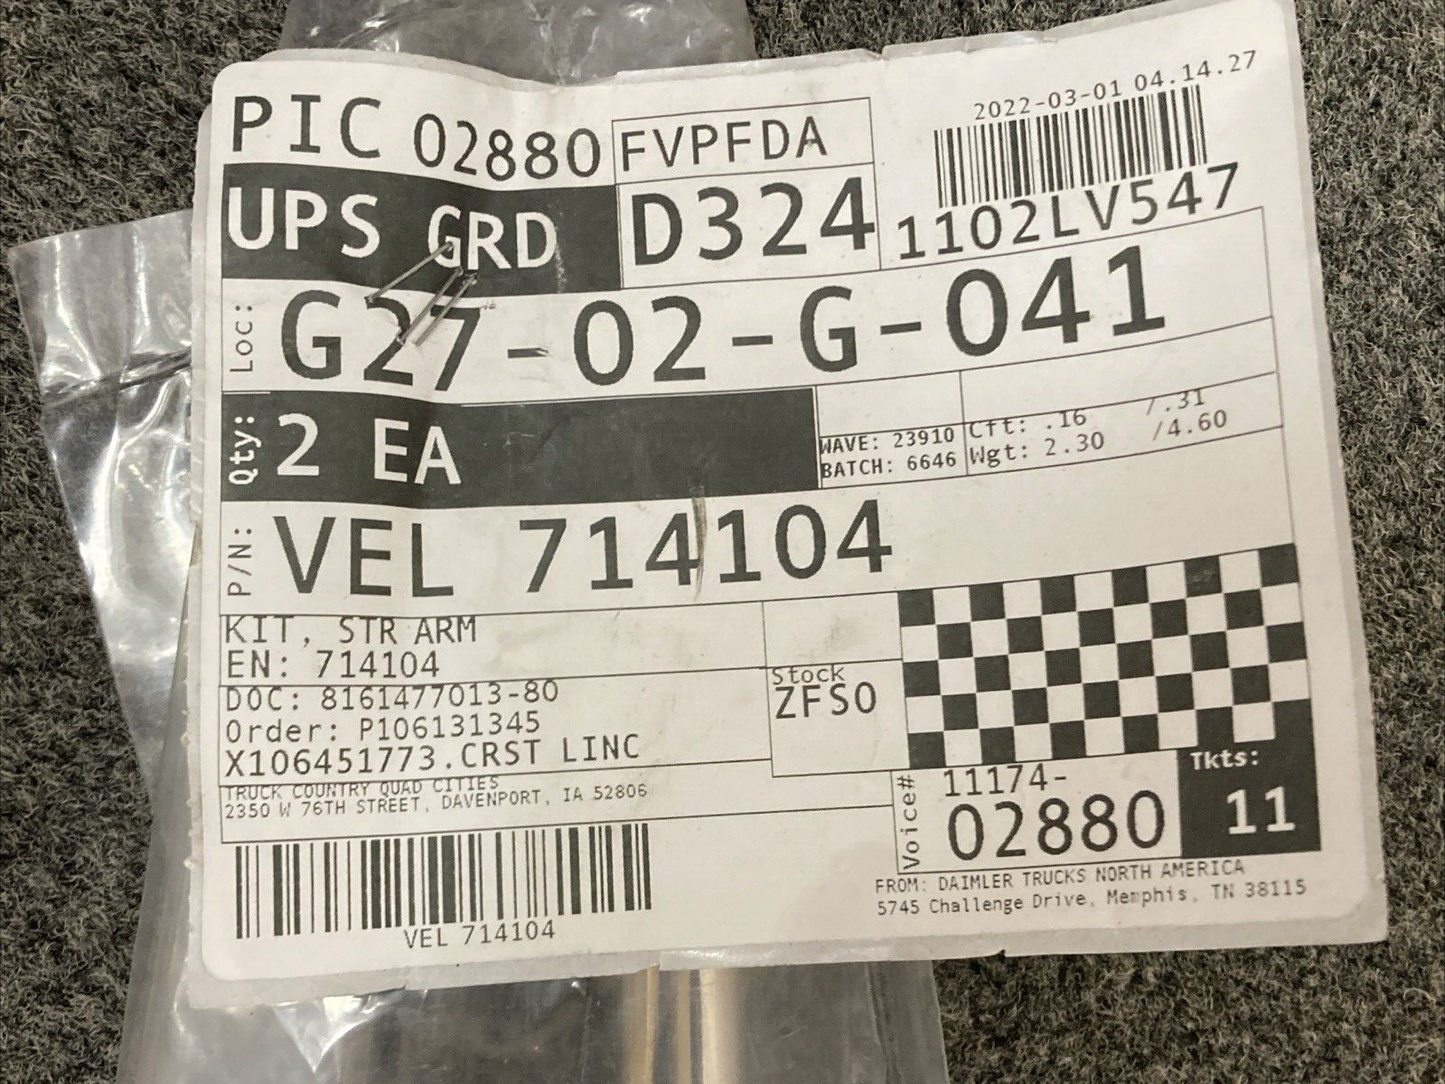 PIC 02880 FVPFDA
2022-03-01 04.14.27
UPS GRD D324
1102LV547
Loc: G27-02-G-041
Qty: 2 EA
WAVE: 23910
BATCH: 6646
Cft: .16 /.31
Wgt: 2.30 /4.60
P/N: VEL 714104
KIT, STR ARM
EN: 714104
DOC: 8161477013-80
Order: P106131345
X106451773.CRST LINC
Stock
ZFSO
TRUCK COUNTRY QUAD CITIES
2350 W 76TH STREET, DAVENPORT, IA 52806
Voice# 11174-
02880
Tkts:
11
VEL 714104
FROM: DAIMLER TRUCKS NORTH AMERICA
5745 Challenge Drive, Memphis, TN 38115